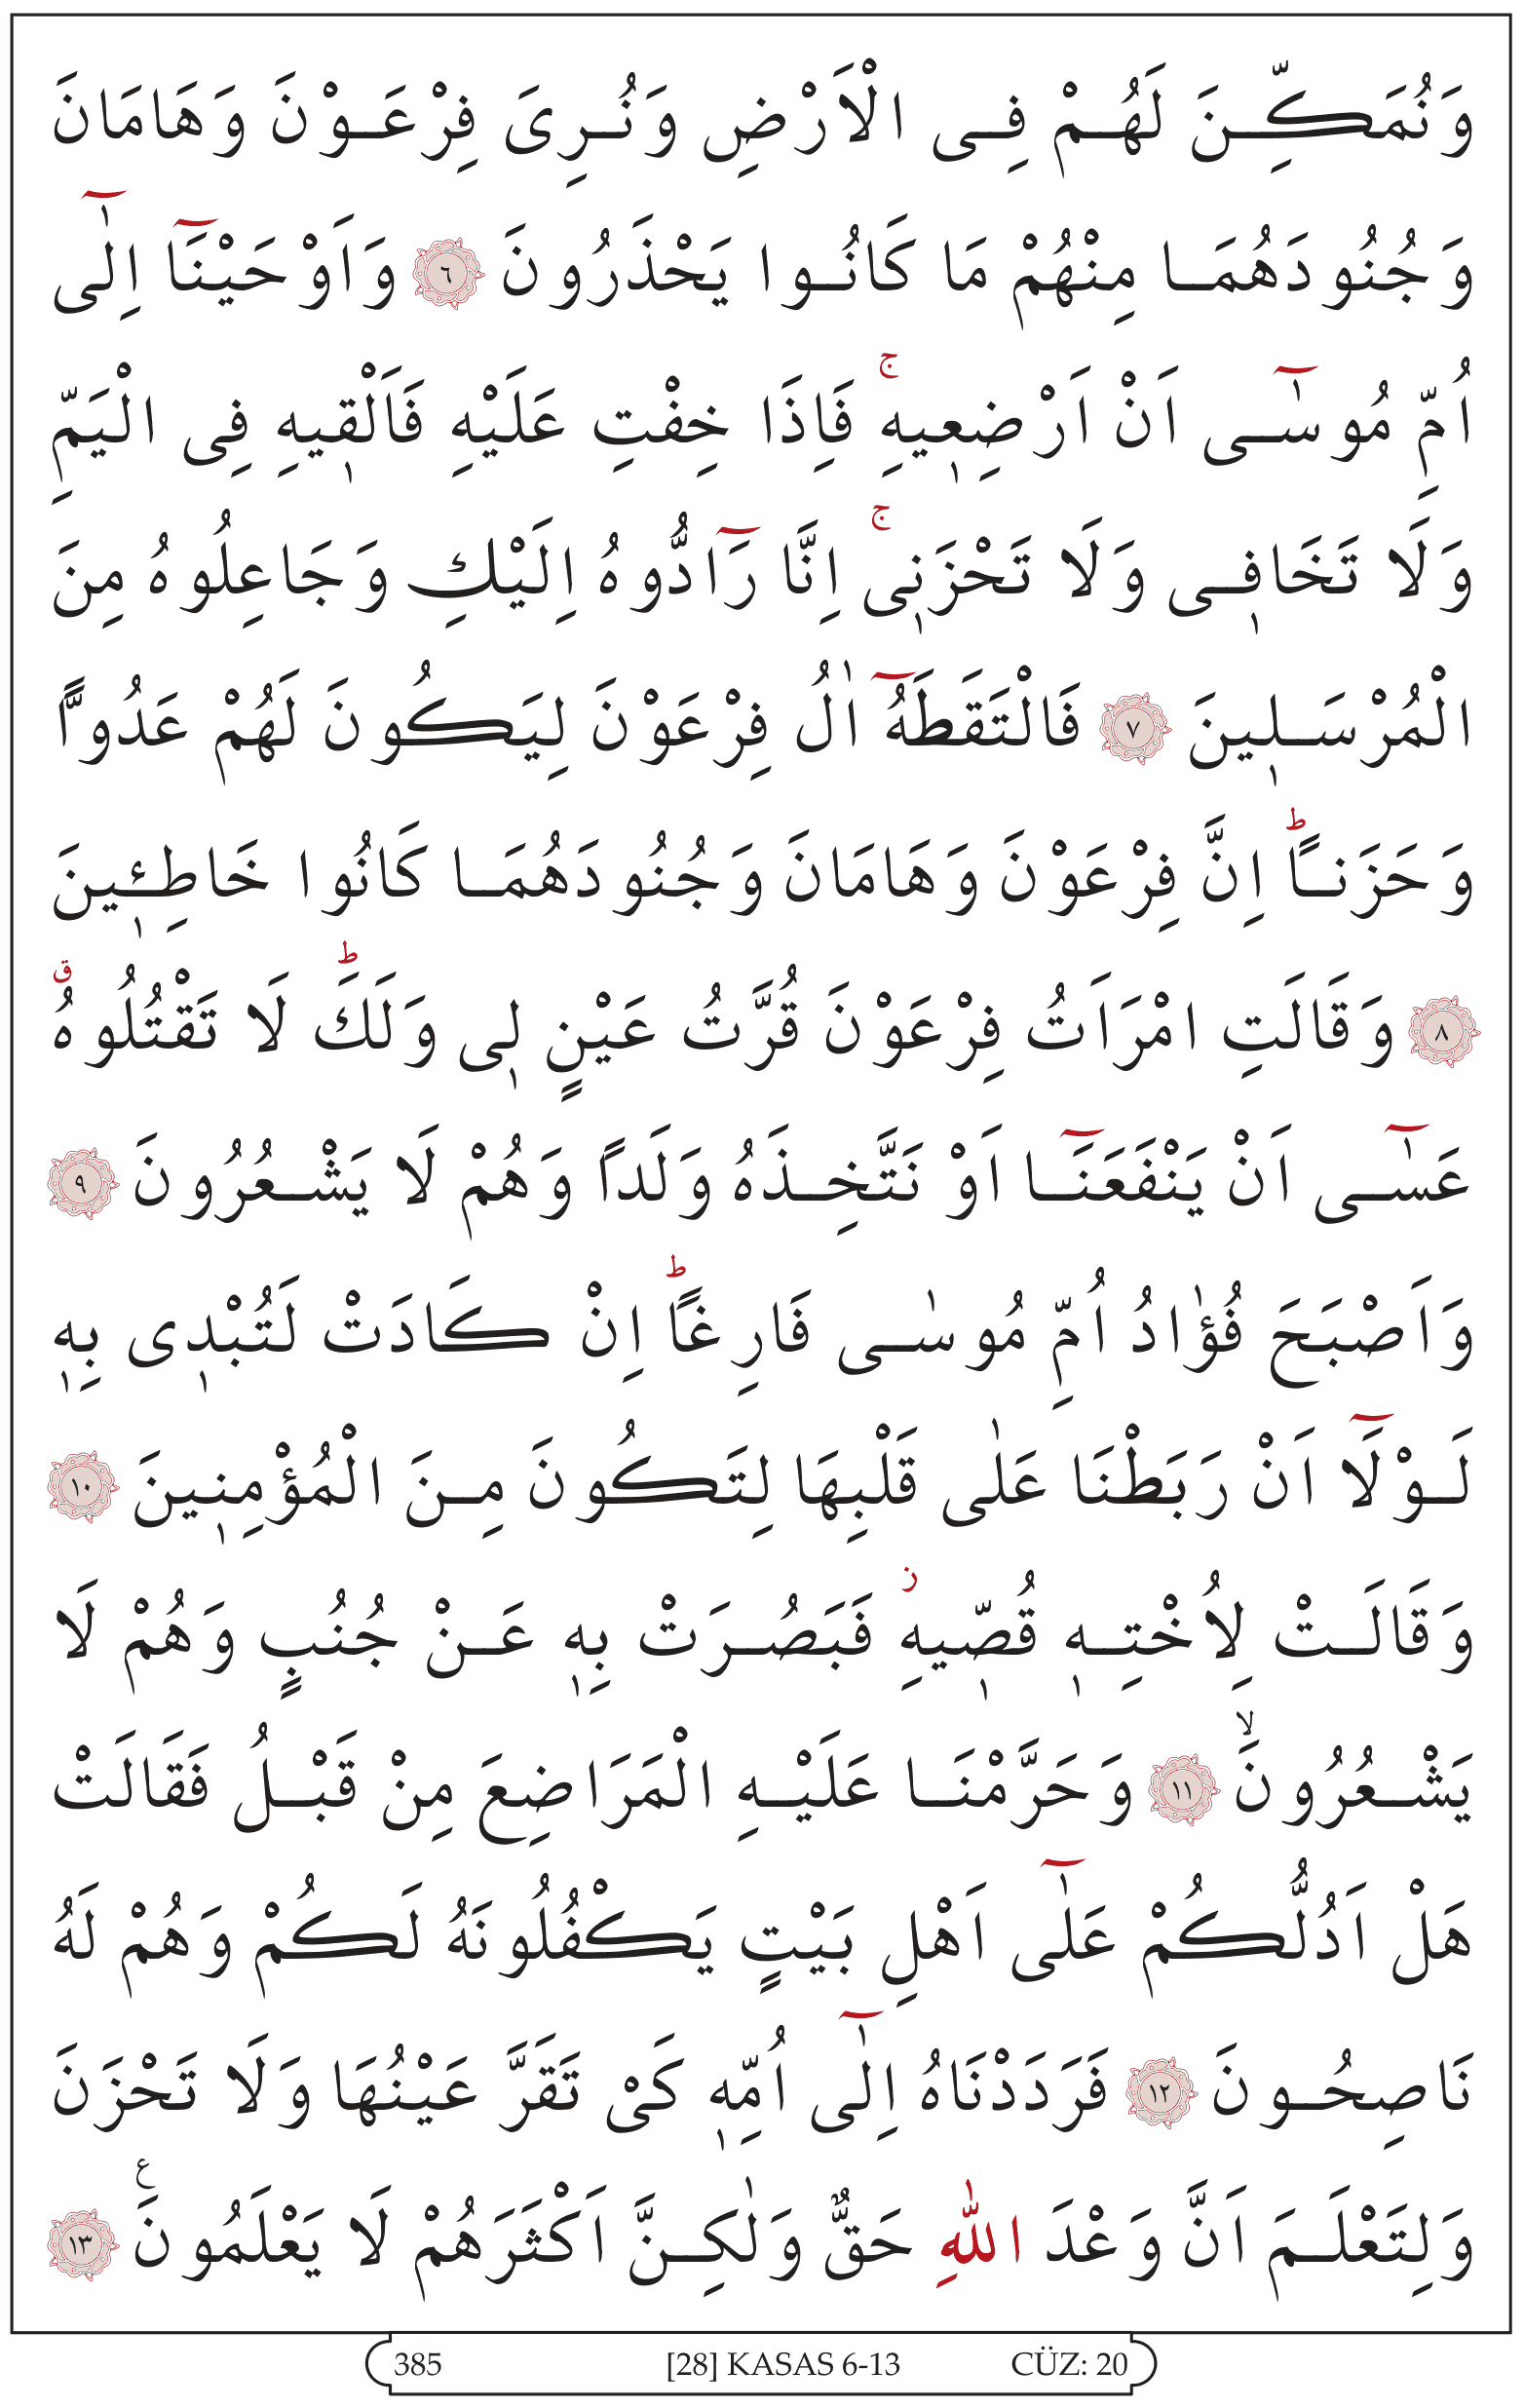 وَنُمَكِّنَ لَهُمْ فِى الْاَرْضِ وَنُرِىَ فِرْعَوْنَ وَهَامَانَ
وَجُنُودَهُمَا مِنْهُمْ مَا كَانُوا يَحْذَرُونَ ﴿٦﴾ وَاَوْحَيْنَٓا اِلٰٓى
اُمِّ مُوسٰٓى اَنْ اَرْضِعٖيهِۚ فَاِذَا خِفْتِ عَلَيْهِ فَاَلْقٖيهِ فِى الْيَمِّ
وَلَا تَخَافٖى وَلَا تَحْزَنٖىۚ اِنَّا رَٓادُّوهُ اِلَيْكِ وَجَاعِلُوهُ مِنَ
الْمُرْسَلٖينَ ﴿٧﴾ فَالْتَقَطَهُٓ اٰلُ فِرْعَوْنَ لِيَكُونَ لَهُمْ عَدُوًّا
وَحَزَنًاؕ اِنَّ فِرْعَوْنَ وَهَامَانَ وَجُنُودَهُمَا كَانُوا خَاطِـٖٔينَ
﴿٨﴾ وَقَالَتِ امْرَاَتُ فِرْعَوْنَ قُرَّتُ عَيْنٍ لٖى وَلَكَؕ لَا تَقْتُلُوهُࣗ
عَسٰٓى اَنْ يَنْفَعَنَٓا اَوْ نَتَّخِذَهُ وَلَدًا وَهُمْ لَا يَشْعُرُونَ ﴿٩﴾
وَاَصْبَحَ فُؤٰادُ اُمِّ مُوسٰى فَارِغًاؕ اِنْ كَادَتْ لَتُبْدٖى بِهٖ
لَوْلَٓا اَنْ رَبَطْنَا عَلٰى قَلْبِهَا لِتَكُونَ مِنَ الْمُؤْمِنٖينَ ﴿١٠﴾
وَقَالَتْ لِاُخْتِهٖ قُصّٖيهِؗ فَبَصُرَتْ بِهٖ عَنْ جُنُبٍ وَهُمْ لَا
يَشْعُرُونَۙ ﴿١١﴾ وَحَرَّمْنَا عَلَيْهِ الْمَرَاضِعَ مِنْ قَبْلُ فَقَالَتْ
هَلْ اَدُلُّكُمْ عَلٰٓى اَهْلِ بَيْتٍ يَكْفُلُونَهُ لَكُمْ وَهُمْ لَهُ
نَاصِحُونَ ﴿١٢﴾ فَرَدَدْنَاهُ اِلٰٓى اُمِّهٖ كَىْ تَقَرَّ عَيْنُهَا وَلَا تَحْزَنَ
وَلِتَعْلَمَ اَنَّ وَعْدَ اللّٰهِ حَقٌّ وَلٰكِنَّ اَكْثَرَهُمْ لَا يَعْلَمُونَࣖ ﴿١٣﴾
385 [28] KASAS 6-13 CÜZ: 20